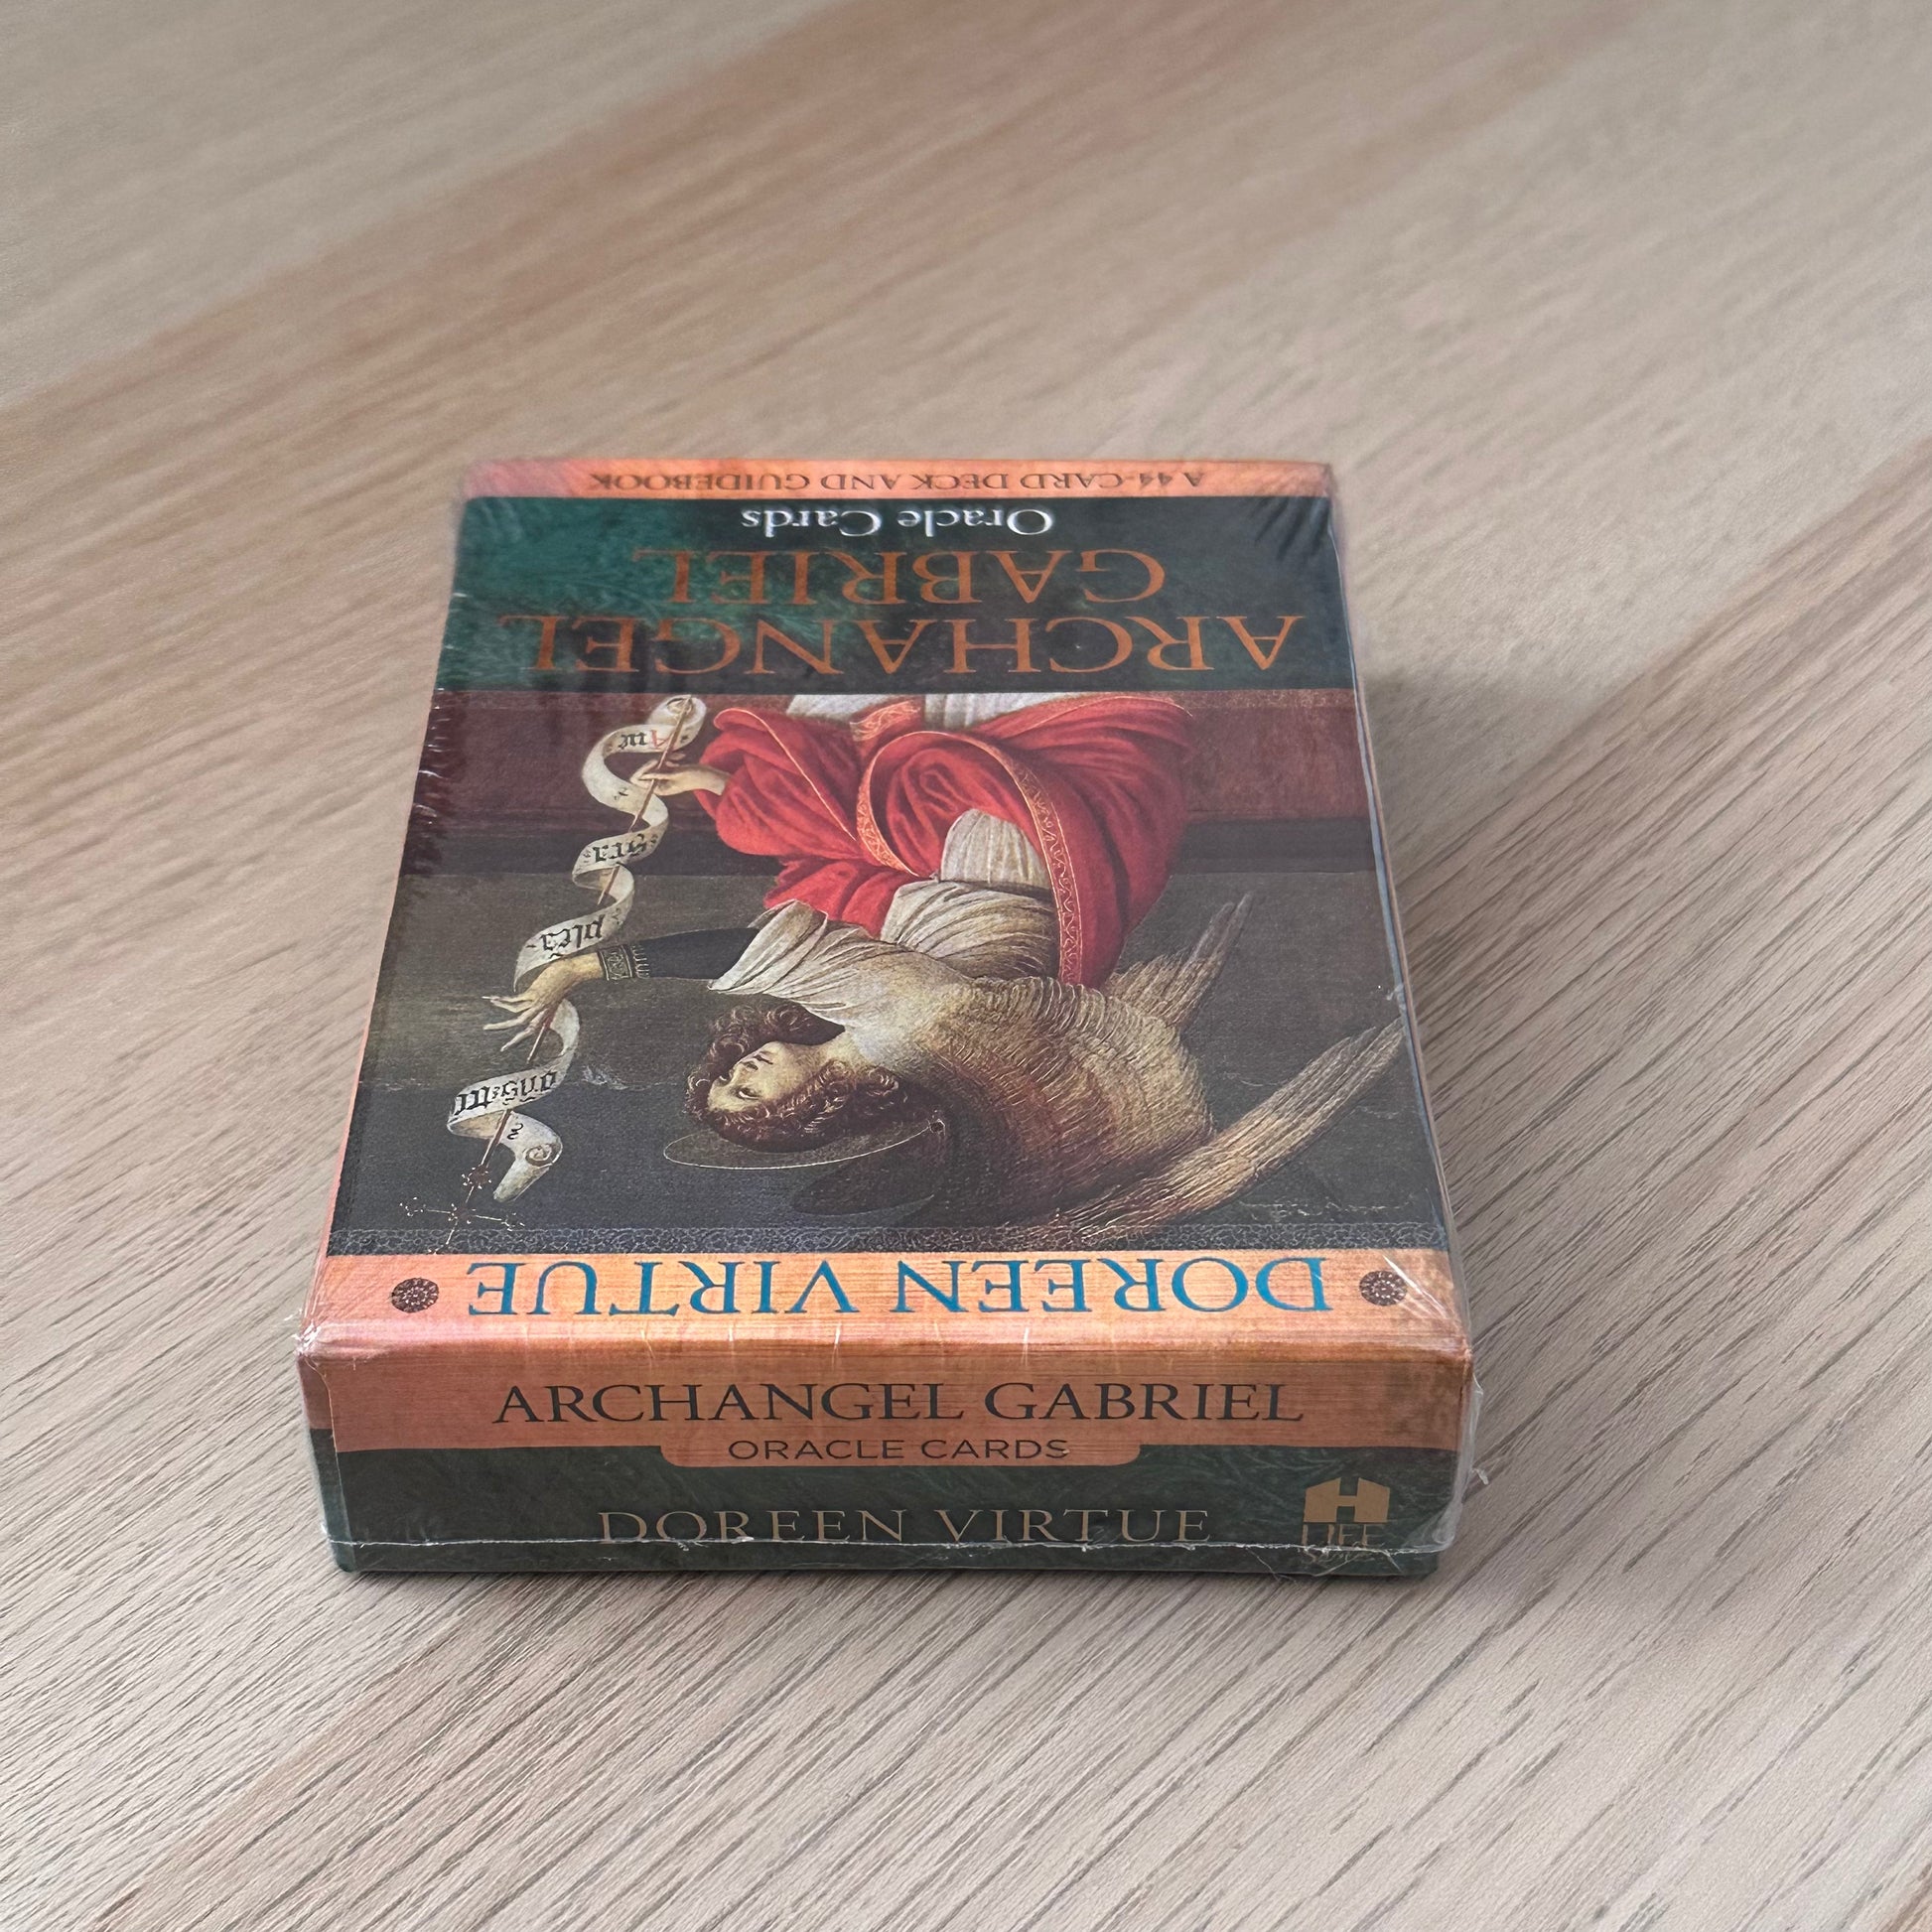 DOREEN VIRTUE
ARCHANGEL
GABRIEL
Oracle Cards
A 44-CARD DECK AND GUIDEBOOK
ARCHANGEL GABRIEL
ORACLE CARDS
DOREEN VIRTUE